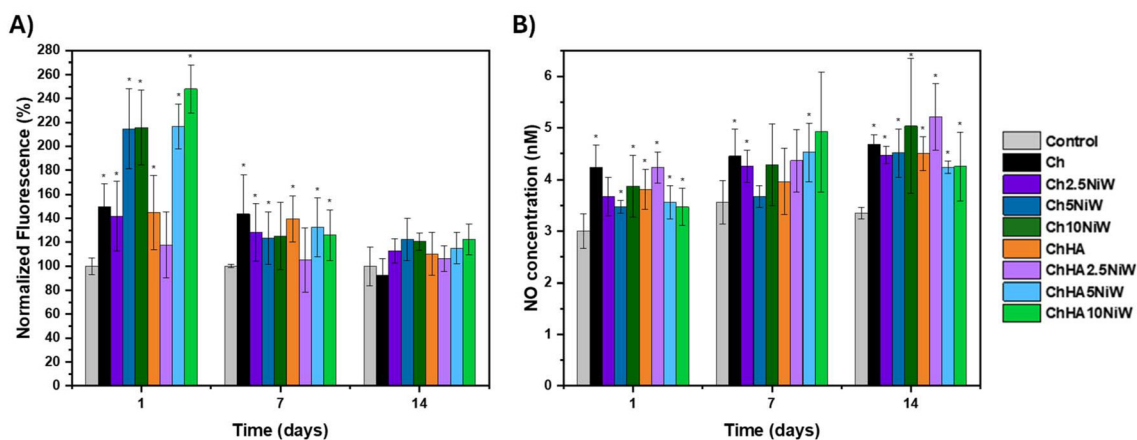 A)
280
260
240
220
200
180
160
140
120
100
80
60
40
20
0
Normalized Fluorescence (%)
* * * * * * *
* * * * * *
1 7 14
Time (days)
B)
6
5
4
3
2
1
0
NO concentration (nM)
* * * * * * *
* * *
* * * * * * * *
1 7 14
Time (days)
Control
Ch
Ch2.5NiW
Ch5NiW
Ch10NiW
ChHA
ChHA2.5NiW
ChHA5NiW
ChHA10NiW